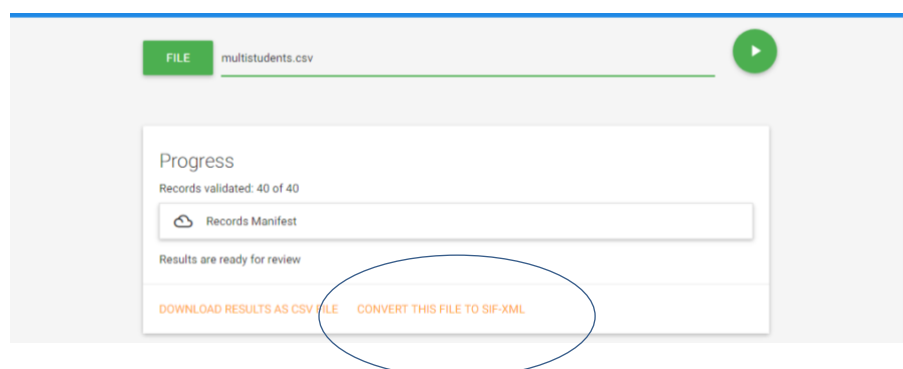 FILE multistudents.csv
Progress
Records validated: 40 of 40
Records Manifest
Results are ready for review
DOWNLOAD RESULTS AS CSV FILE CONVERT THIS FILE TO SIF-XML